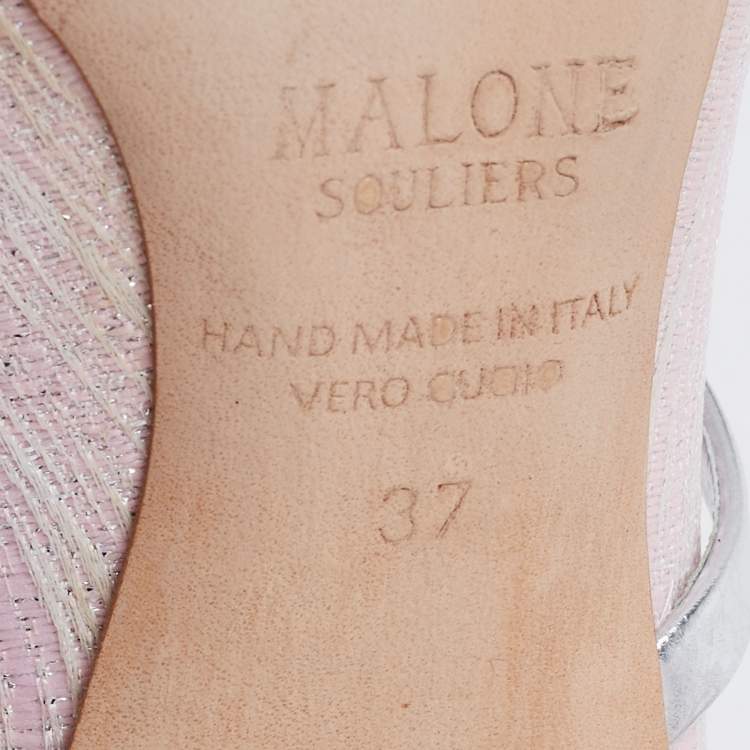 MALONE
SOULIERS
HAND MADE IN ITALY
VERO CUOIO
37